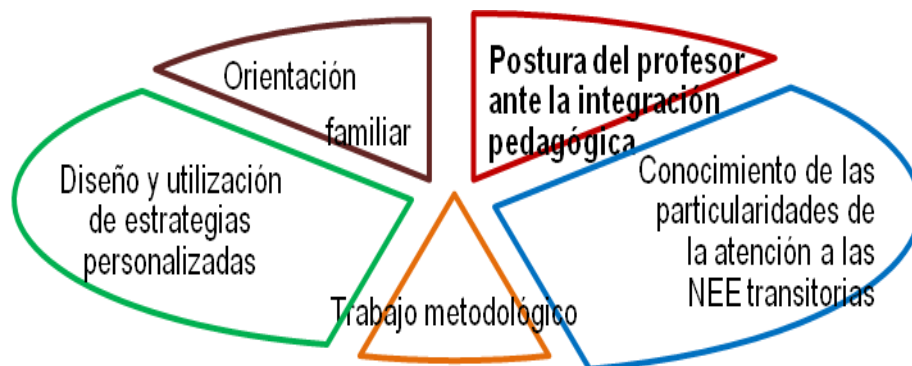 Orientación
familiar
Postura del profesor
ante la integración
pedagógica
Conocimiento de las
particularidades de
la atención a las
NEE transitorias
Trabajo metodológico
Diseño y utilización
de estrategias
personalizadas